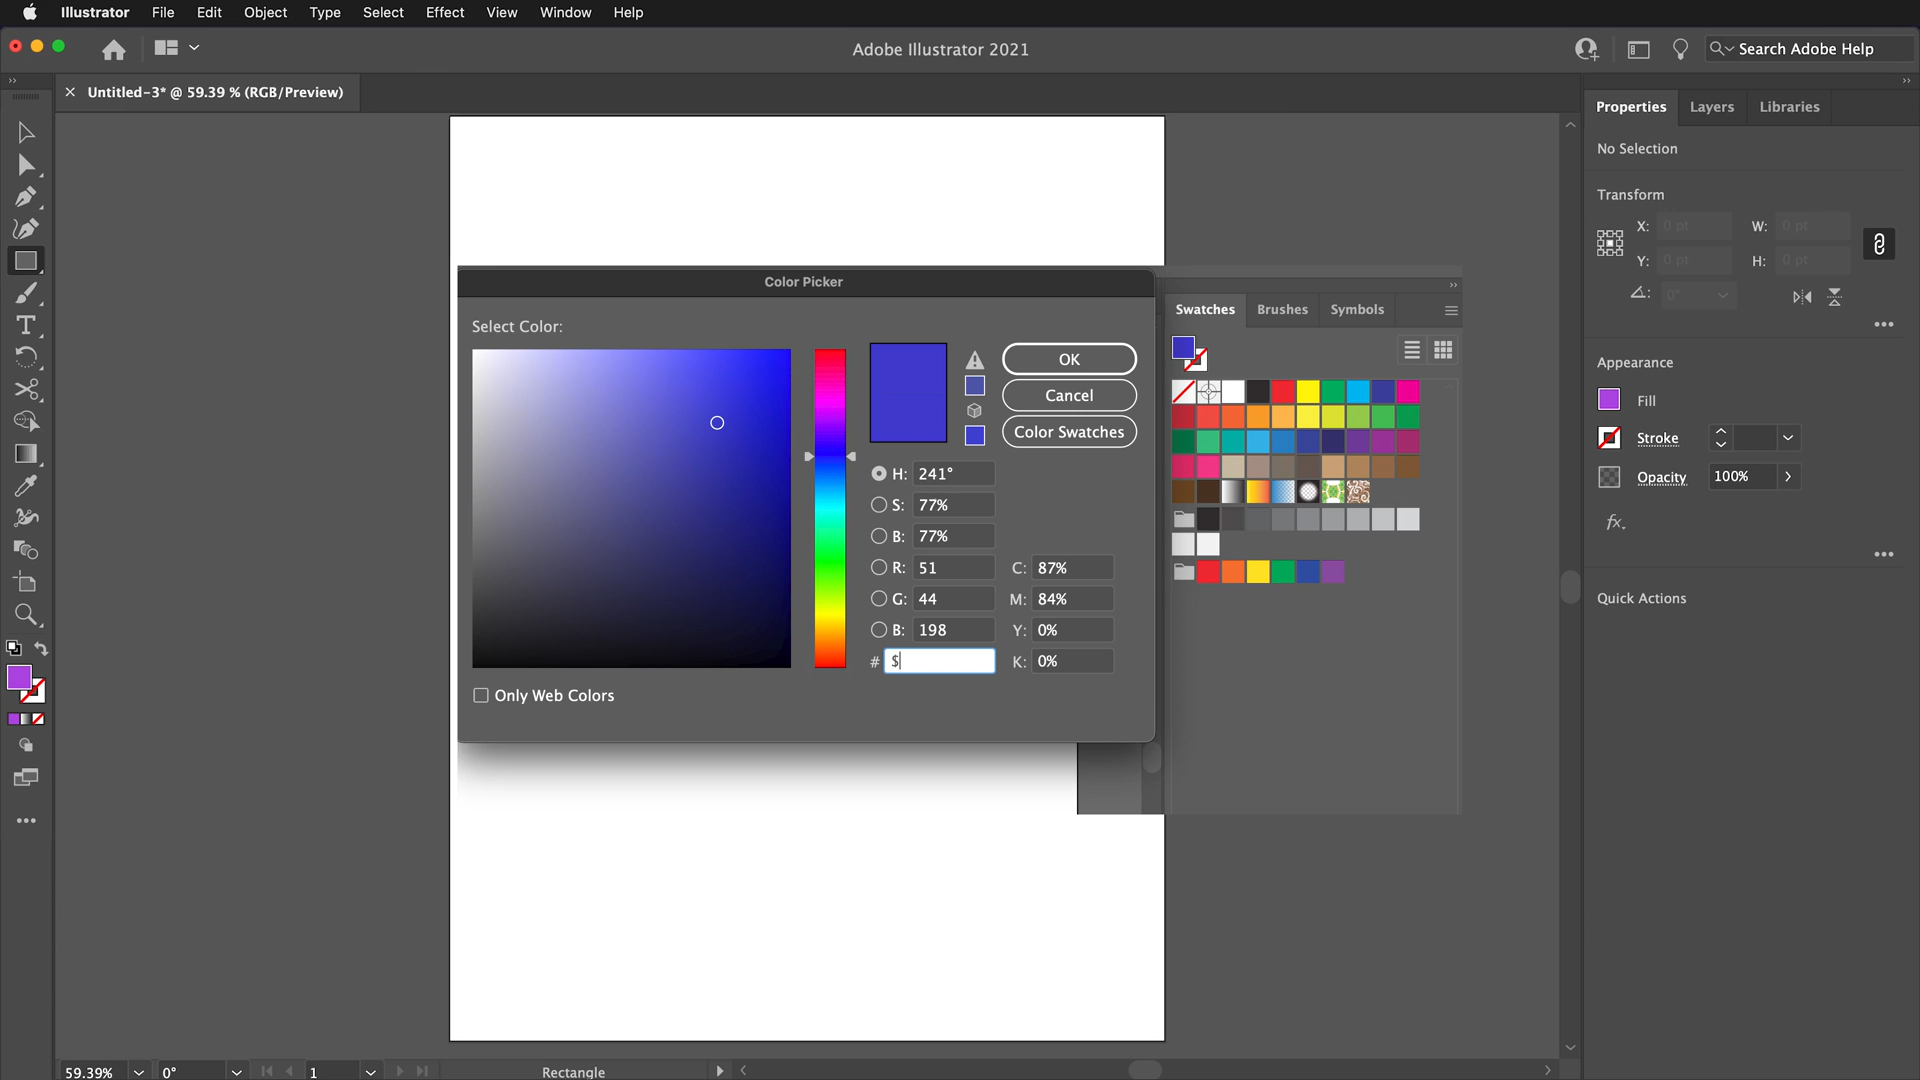 Illustrator File Edit Object Type Select Effect View Window Help
Adobe Illustrator 2021
Search Adobe Help
Untitled-3* @ 59.39 % (RGB/Preview)
Properties Layers Libraries
No Selection
Transform
X: 0 pt W: 0 pt
Y: 0 pt H: 0 pt
0°
Appearance
Fill
Stroke
Opacity 100%
fx.
Quick Actions
Color Picker
Select Color:
OK
Cancel
Color Swatches
H: 241°
S: 77%
B: 77%
R: 51 C: 87%
G: 44 M: 84%
B: 198 Y: 0%
# $ K: 0%
Only Web Colors
Swatches Brushes Symbols
59.39% 0° 1 Rectangle